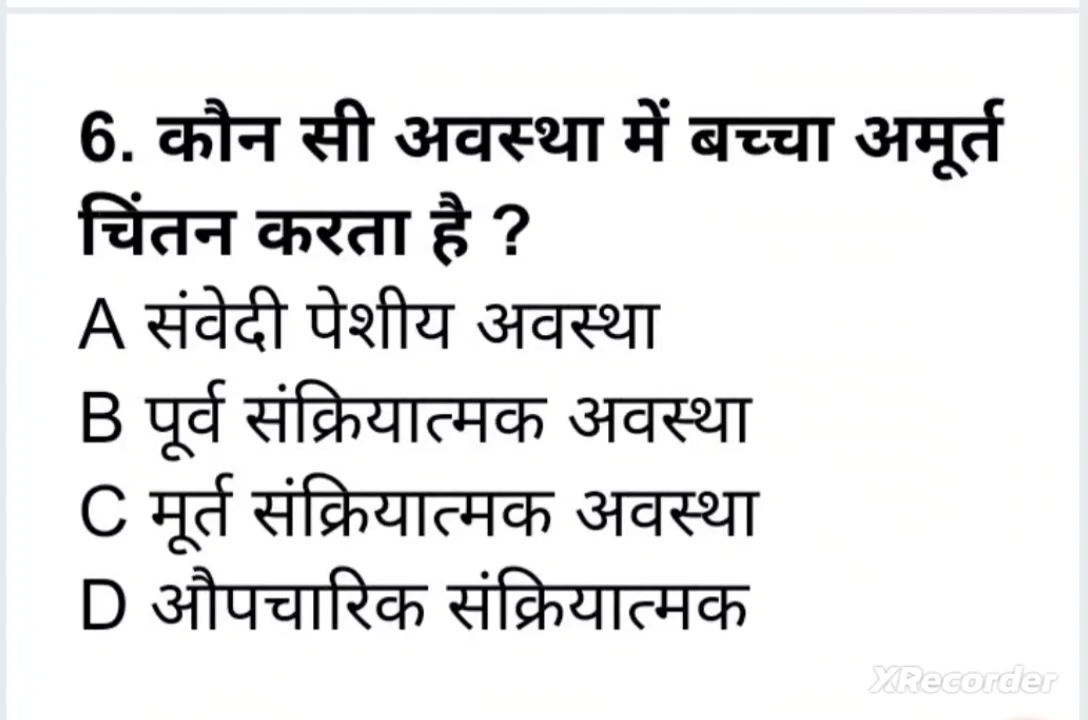 6. कौन सी अवस्था में बच्चा अमूर्त
चिंतन करता है ?
A संवेदी पेशीय अवस्था
B पूर्व संक्रियात्मक अवस्था
C मूर्त संक्रियात्मक अवस्था
D औपचारिक संक्रियात्मक
XRecorder